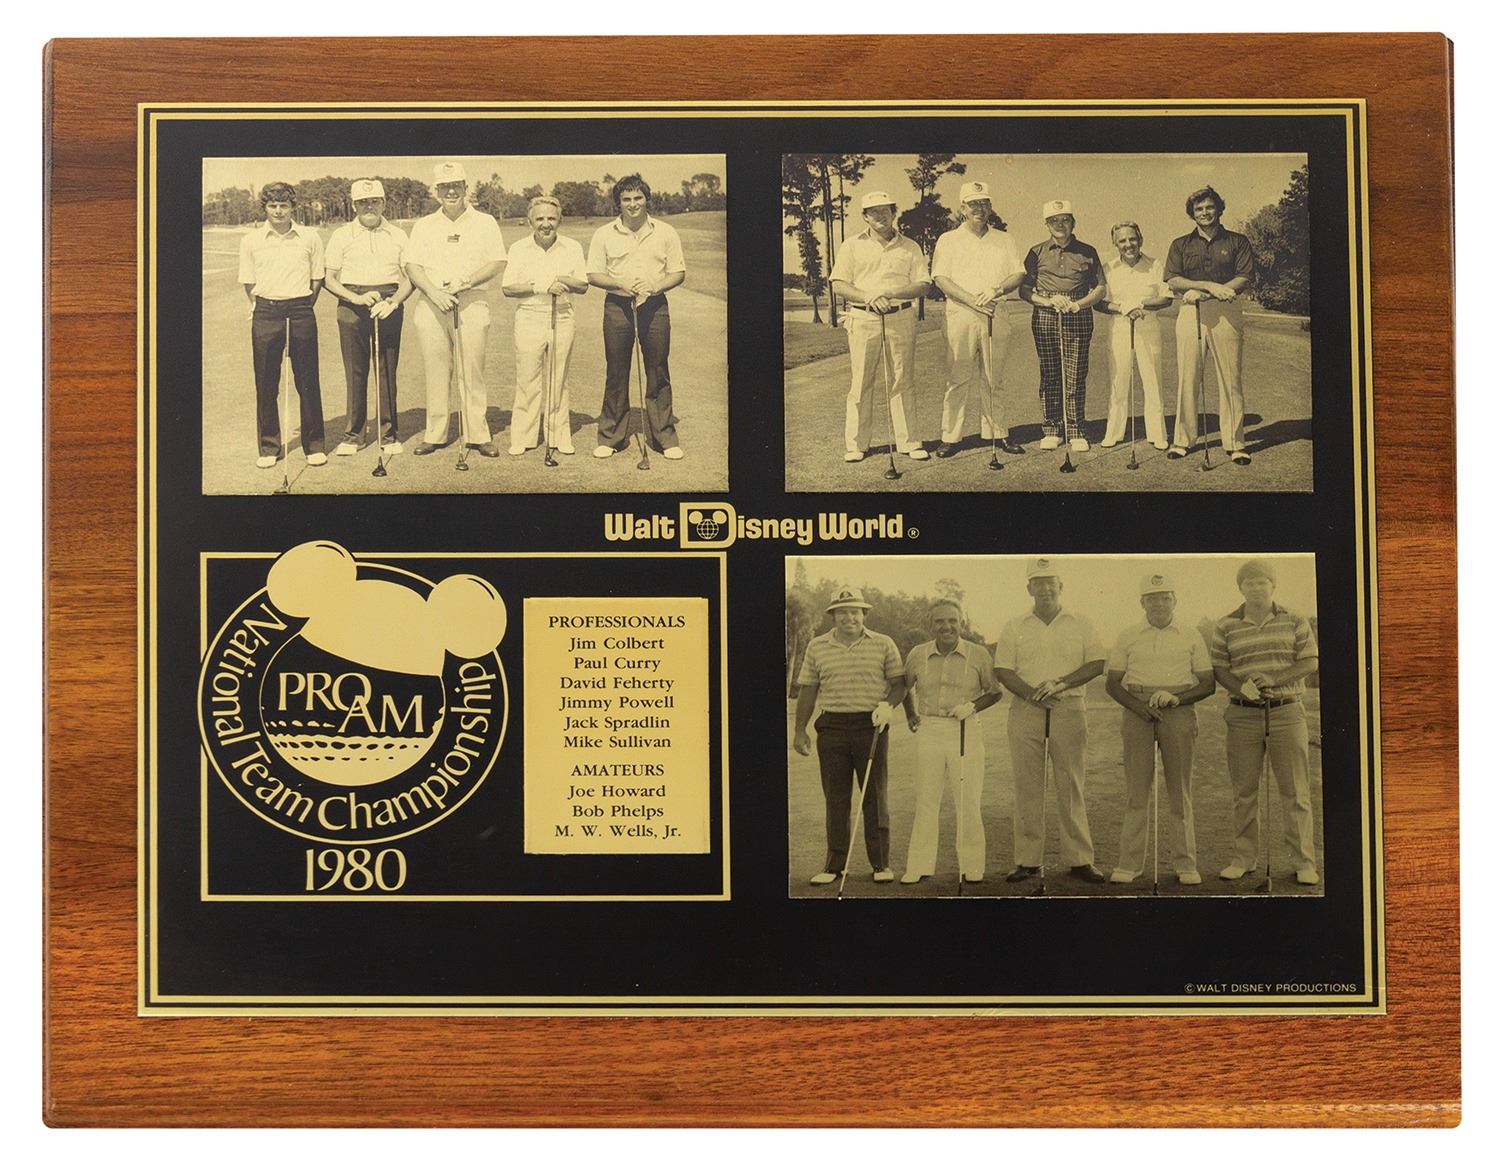 Walt Disney World ®
National Team Championship
PRO AM
1980
PROFESSIONALS
Jim Colbert
Paul Curry
David Feherty
Jimmy Powell
Jack Spradlin
Mike Sullivan
AMATEURS
Joe Howard
Bob Phelps
M. W. Wells, Jr.
© WALT DISNEY PRODUCTIONS